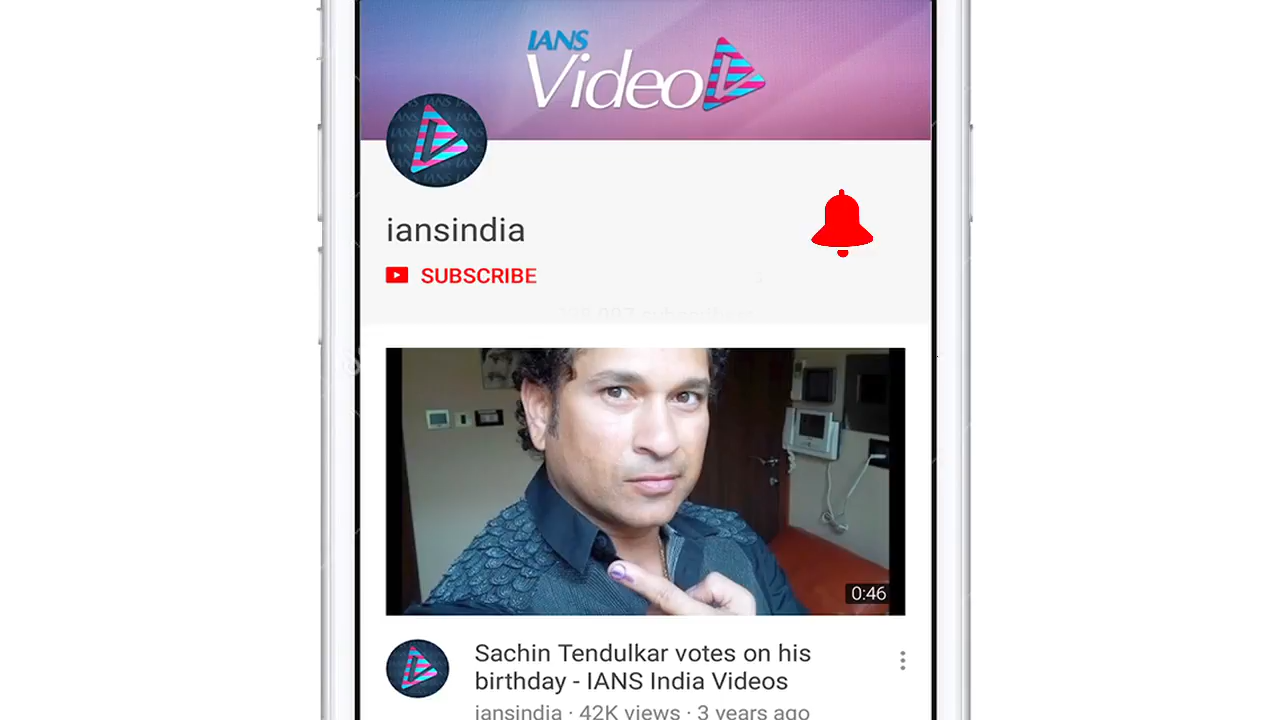 IANS
Video
iansindia
SUBSCRIBE
0:46
Sachin Tendulkar votes on his
birthday - IANS India Videos
iansindia · 42K views · 3 years ago